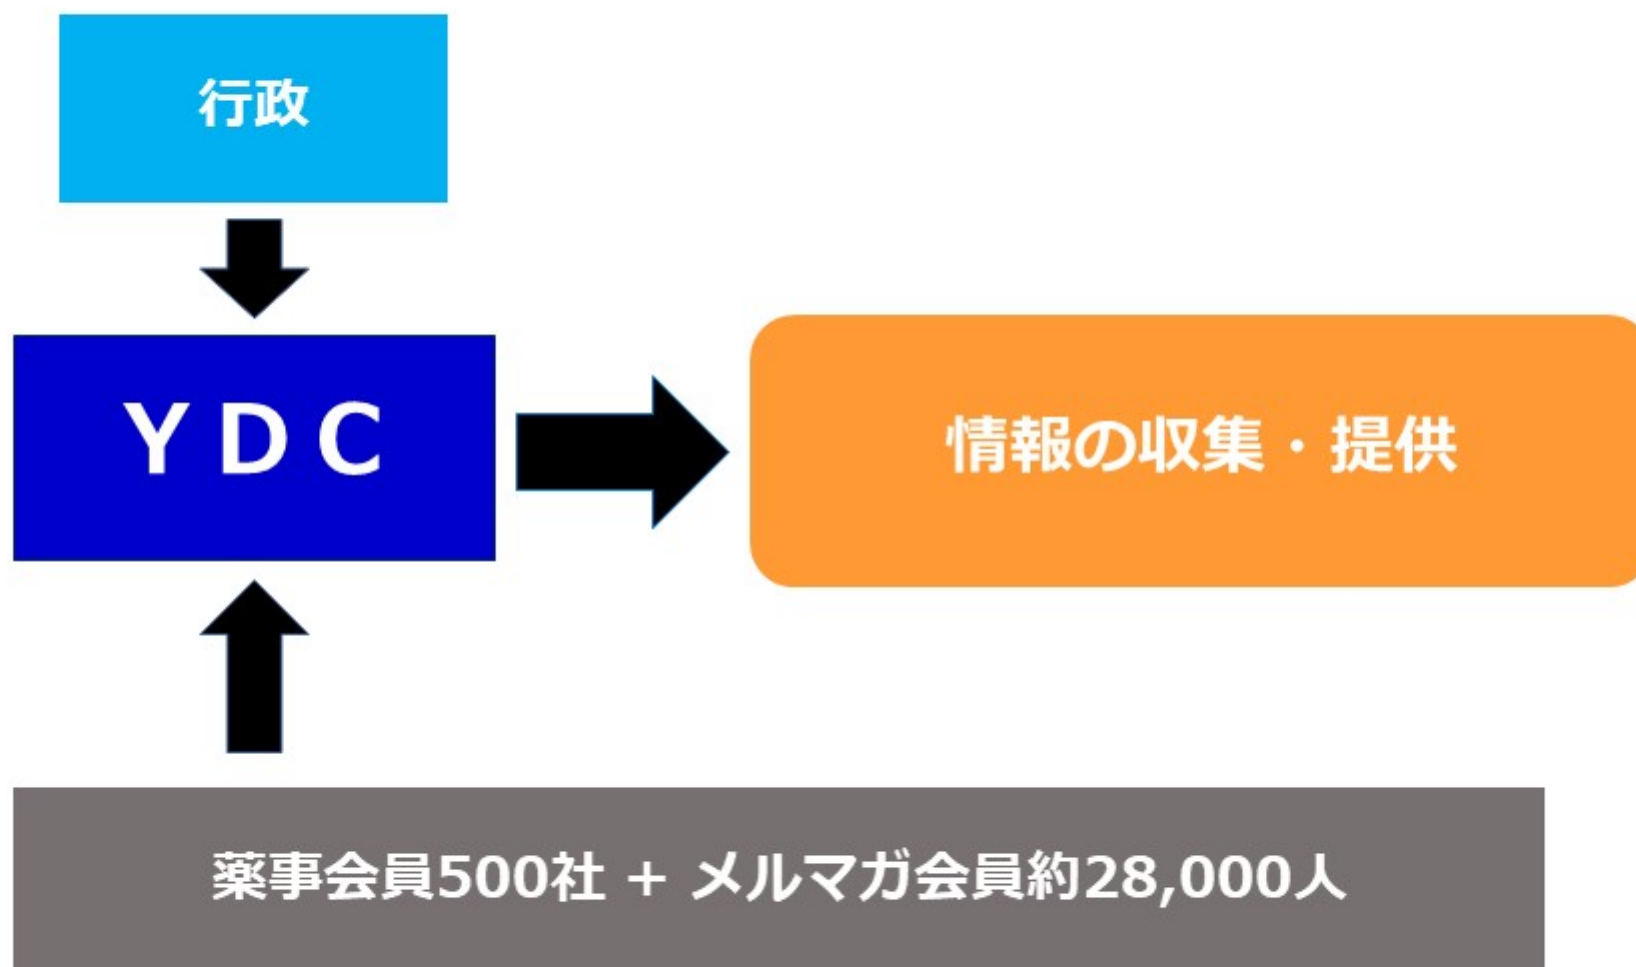 行政
YDC
情報の収集・提供
薬事会員500社 + メルマガ会員約28,000人